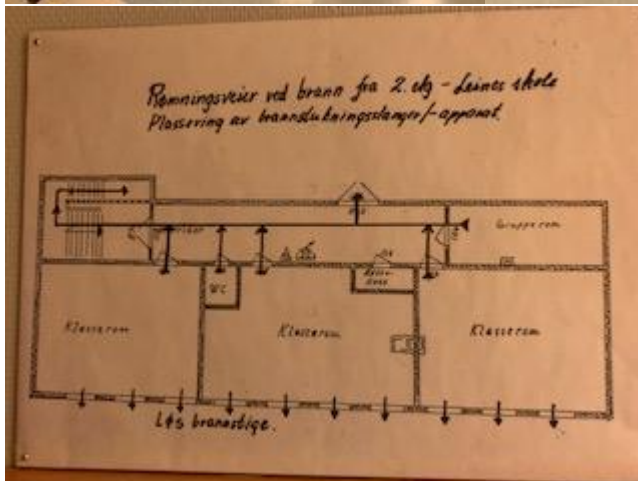 Rømningsveier ved brann fra 2. etg - Leines skole
Plassering av brannslukningsslanger/-apparat.
Grupperom
WC
Klasserom
Klasserom
Klasserom
Løs brannstige.